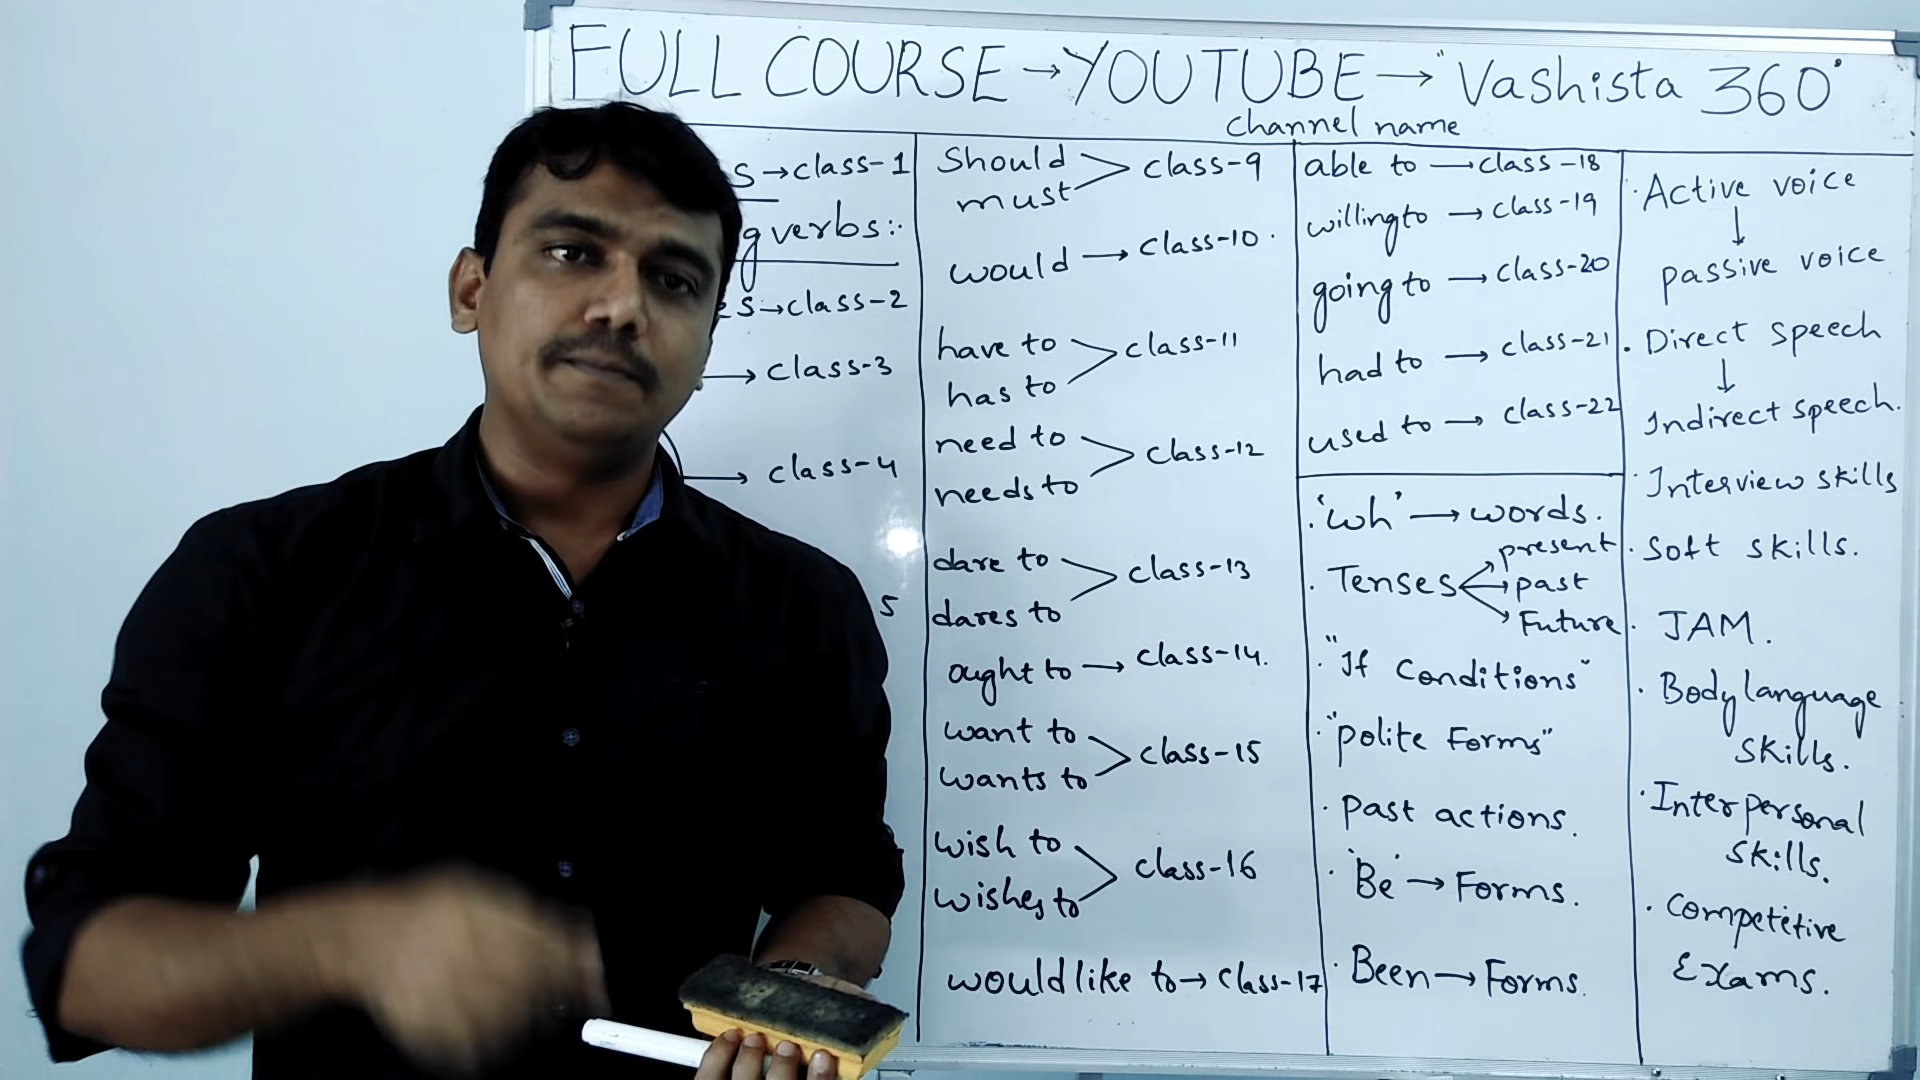 FULL COURSE → YOUTUBE → "Vashista 360°
channel name
s → class-1
g verbs:-
es → class-2
→ class-3
→ class-4
5
Should
must
class-9
would → class-10.
have to
has to
class-11
need to
needs to
class-12
dare to
dares to
class-13
ought to → class-14.
want to
wants to
class-15
wish to
wishes to
class-16
would like to → class-17
able to → class-18
willing to → class-19
going to → class-20
had to → class-21
used to → class-22
. 'wh' → words.
. Tenses
present
past
Future
. "If Conditions"
. "polite Forms"
. past actions.
. 'Be' → Forms.
. Been → Forms.
. Active voice
↓
passive voice
. Direct speech
↓
Indirect speech.
. Interview skills
. Soft skills.
. JAM.
. Body language
skills.
. Interpersonal
skills.
. Competitive
Exams.